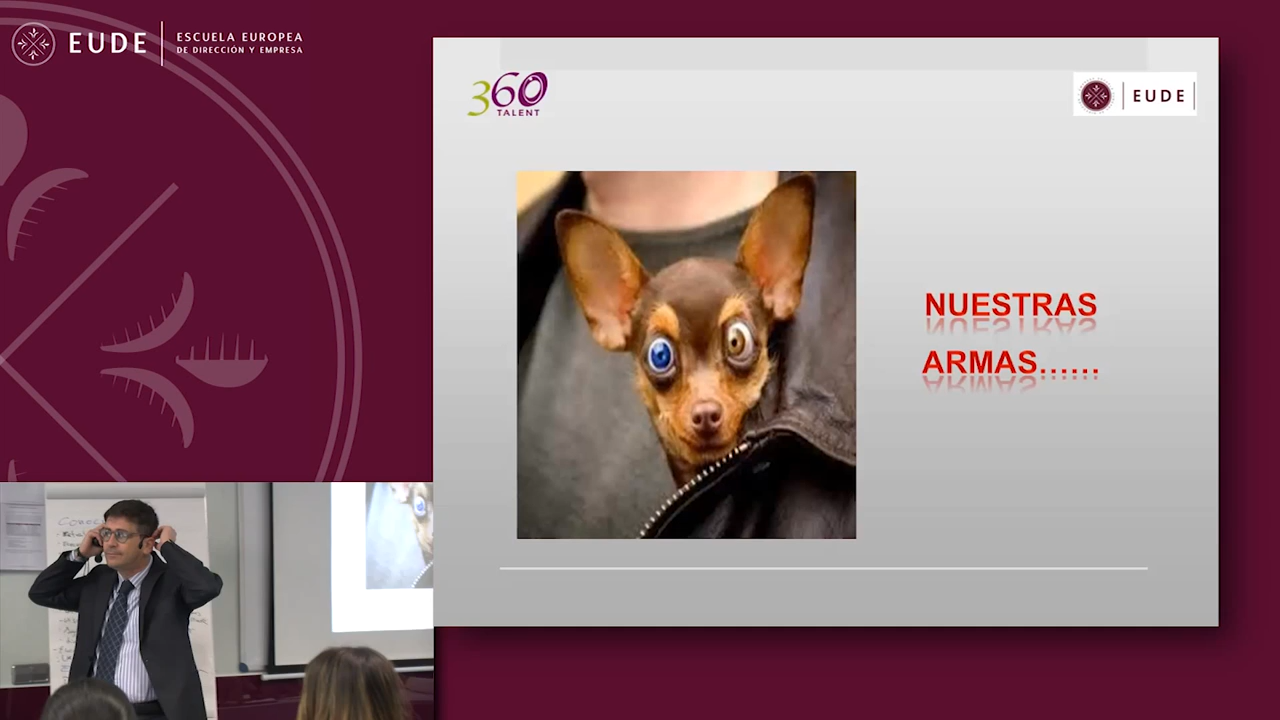 EUDE
ESCUELA EUROPEA
DE DIRECCIÓN Y EMPRESA
360
TALENT
EUDE
NUESTRAS
ARMAS......